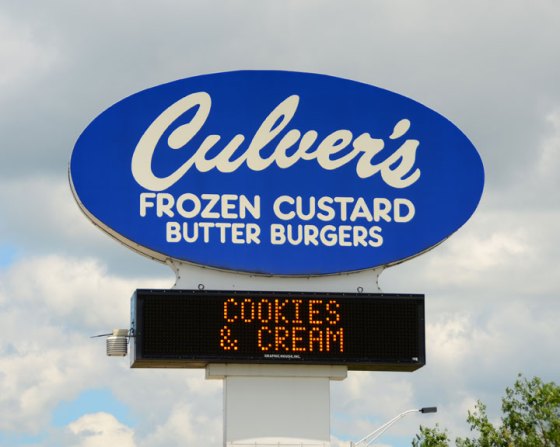 Culver's
FROZEN CUSTARD
BUTTER BURGERS
COOKIES
& CREAM